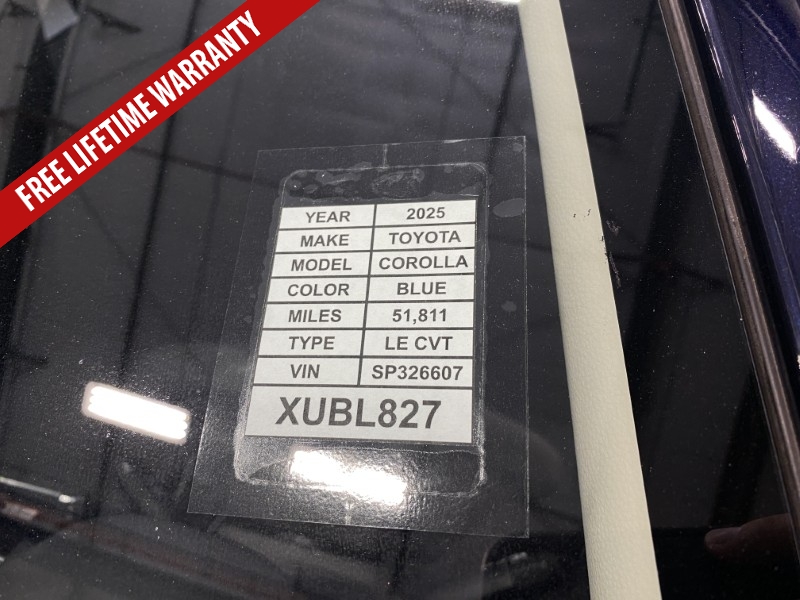 FREE LIFETIME WARRANTY
YEAR 2025
MAKE TOYOTA
MODEL COROLLA
COLOR BLUE
MILES 51,811
TYPE LE CVT
VIN SP326607
XUBL827